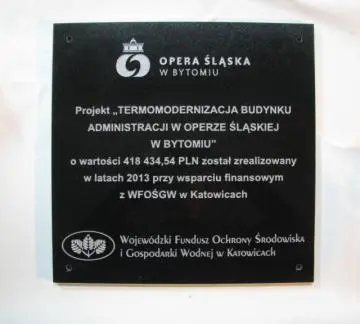 OPERA ŚLĄSKA
W BYTOMIU
Projekt „TERMOMODERNIZACJA BUDYNKU
ADMINISTRACJI W OPERZE ŚLĄSKIEJ
W BYTOMIU"
o wartości 418 434,54 PLN został zrealizowany
w latach 2013 przy wsparciu finansowym
z WFOŚGW w Katowicach
Wojewódzki Fundusz Ochrony Środowiska
i Gospodarki Wodnej w Katowicach